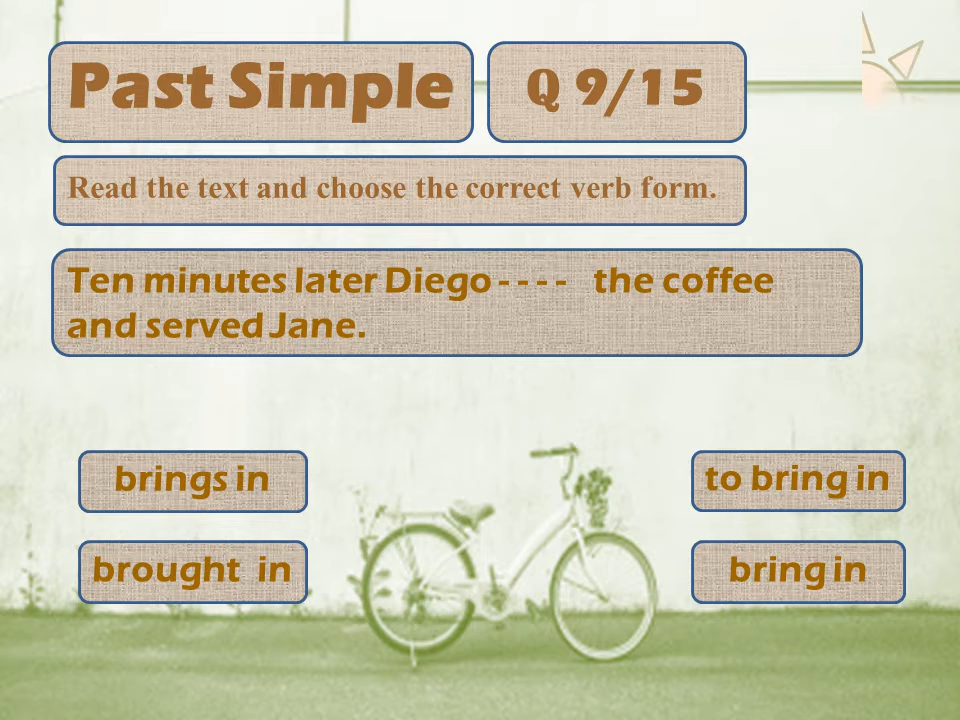 Past Simple
Q 9/15
Read the text and choose the correct verb form.
Ten minutes later Diego - - - - the coffee
and served Jane.
brings in
to bring in
brought in
bring in